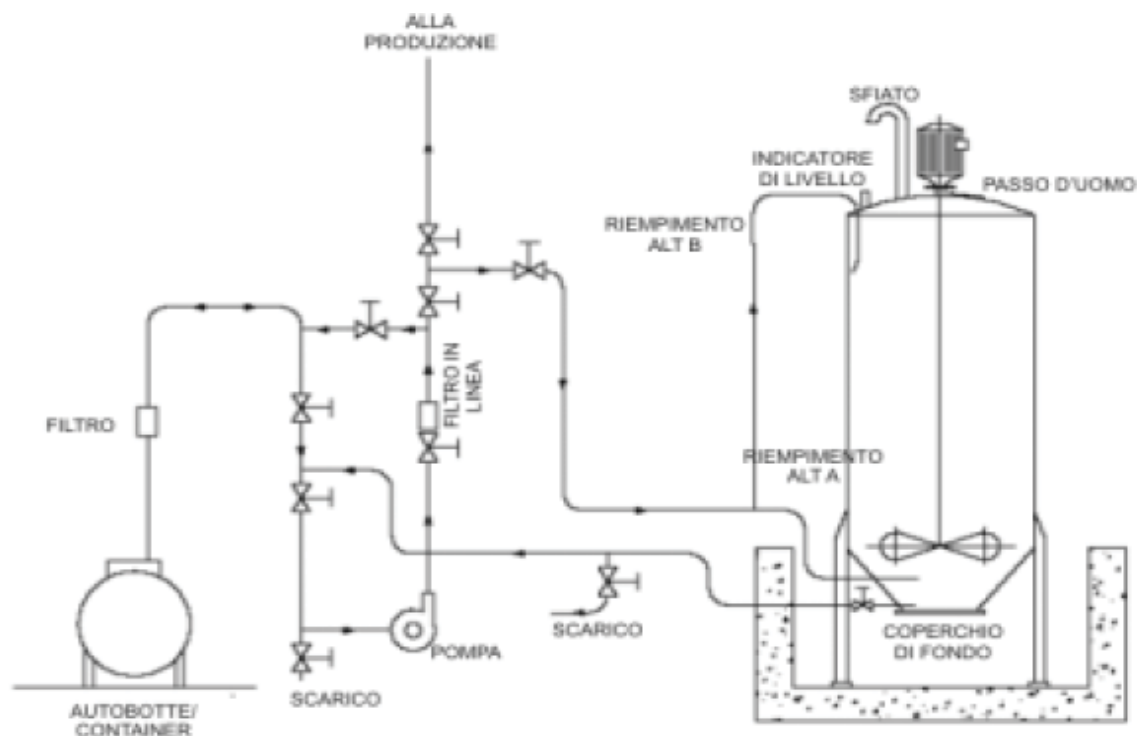 ALLA
PRODUZIONE
SFIATO
INDICATORE
DI LIVELLO
PASSO D'UOMO
RIEMPIMENTO
ALT B
FILTRO IN
LINEA
FILTRO
RIEMPIMENTO
ALT A
SCARICO
POMPA
COPERCHIO
DI FONDO
SCARICO
AUTOBOTTE/
CONTAINER